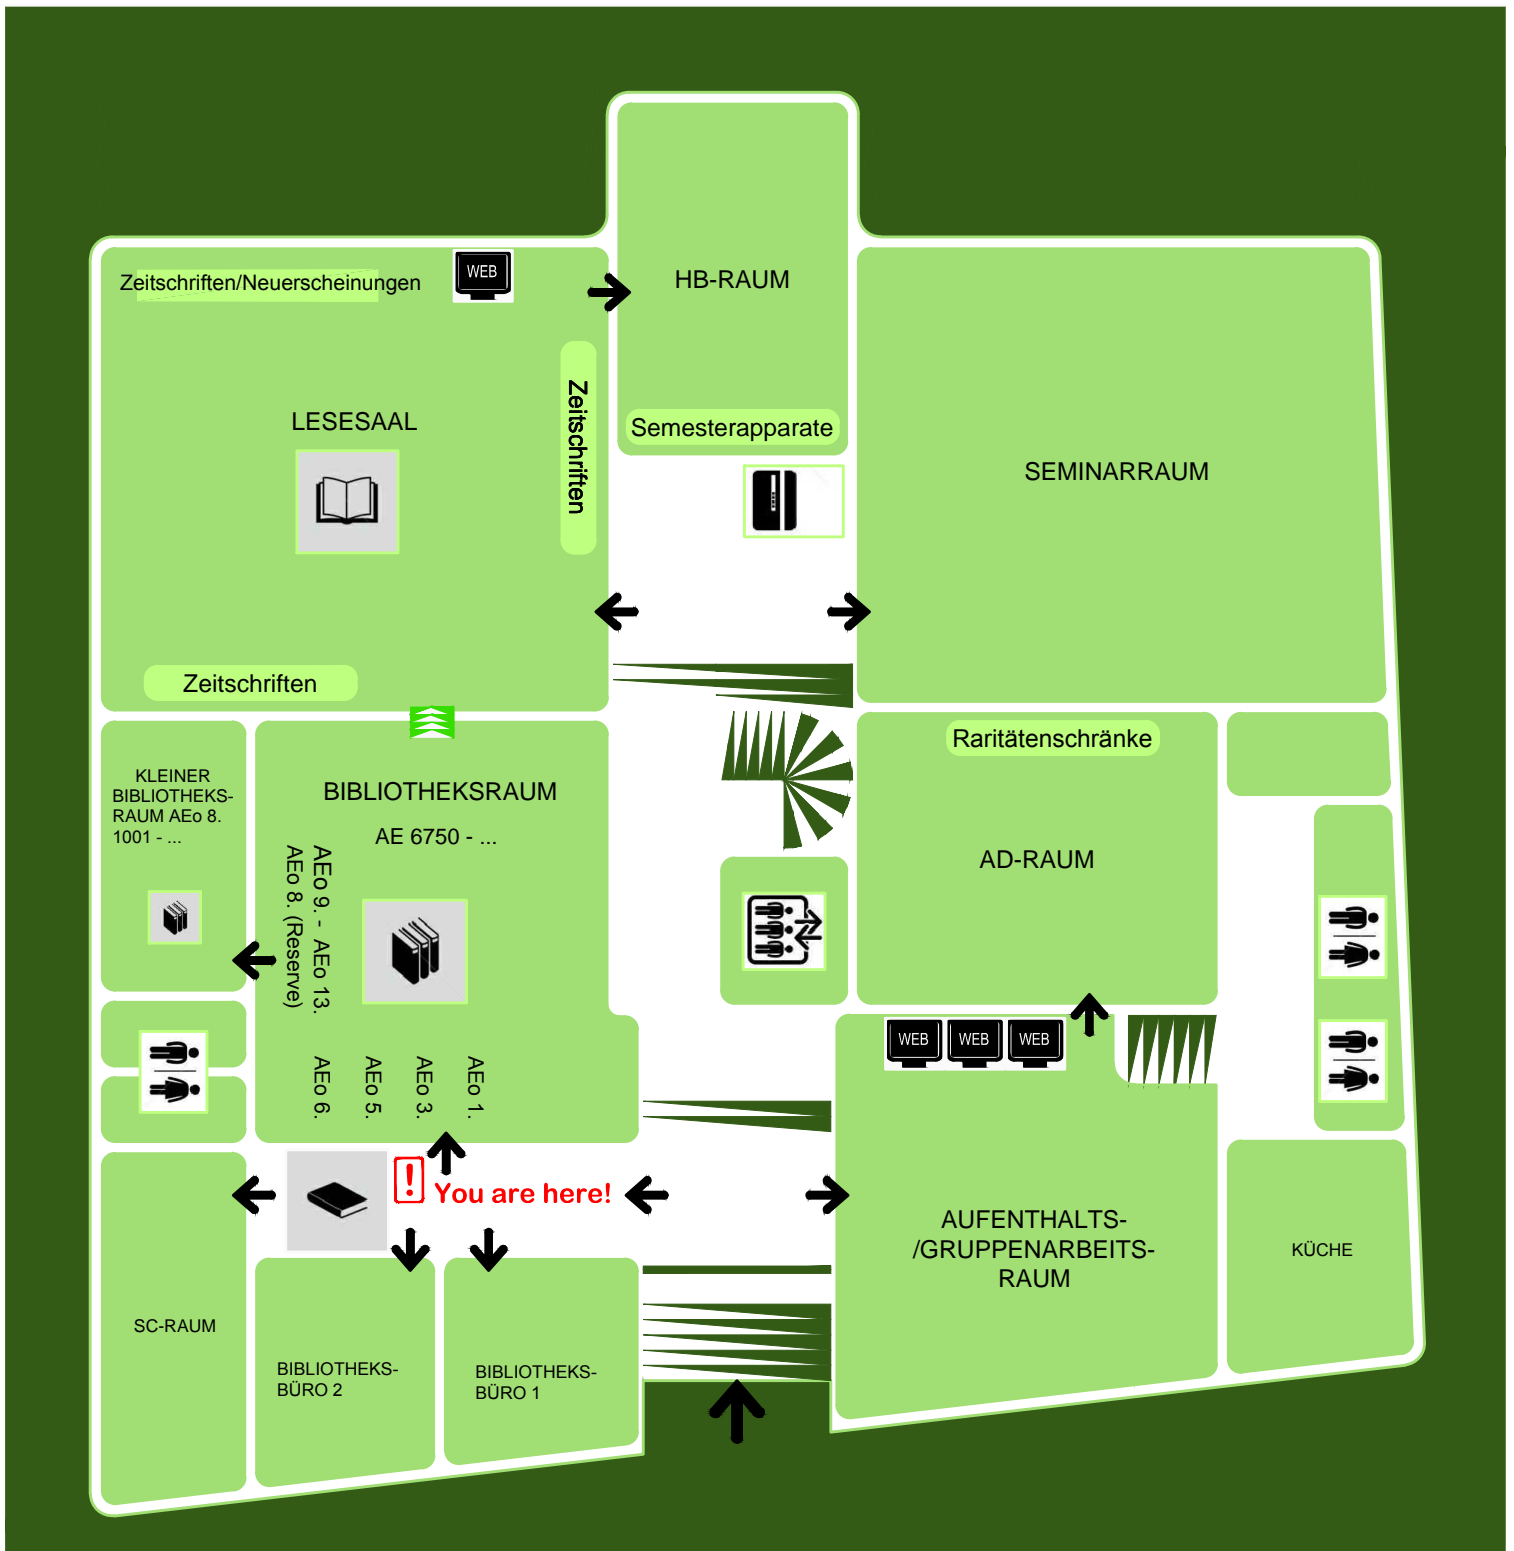 Zeitschriften/Neuerscheinungen
WEB
HB-RAUM
LESESAAL
Zeitschriften
Semesterapparate
SEMINARRAUM
Zeitschriften
Raritätenschränke
KLEINER
BIBLIOTHEKS-
RAUM AEo 8.
1001 - ...
BIBLIOTHEKSRAUM
AE 6750 - ...
AEo 9. - AEo 13.
AEo 8. (Reserve)
AD-RAUM
WEB
WEB
WEB
AEo 6.
AEo 5.
AEo 3.
AEo 1.
! You are here!
AUFENTHALTS-
/GRUPPENARBEITS-
RAUM
KÜCHE
SC-RAUM
BIBLIOTHEKS-
BÜRO 2
BIBLIOTHEKS-
BÜRO 1